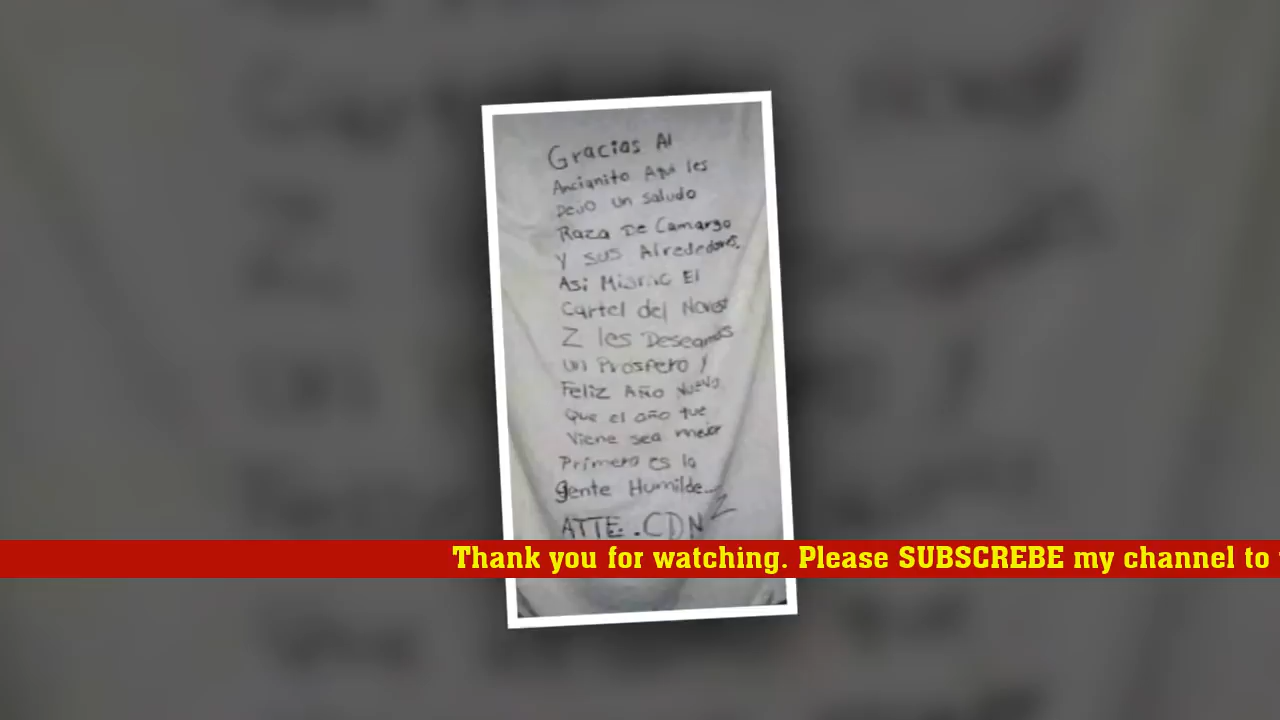 Gracias Al
Ancianito Aqui les
Dejo un saludo
Raza De Camargo
y sus Alrededores.
Asi Mismo El
Cartel del Norest
Z les Deseamos
un Prospero y
Feliz Año Nuevo
Que el año que
Viene sea mejor
Primero es la
gente Humilde...
ATTE. CDN Z
Thank you for watching. Please SUBSCREBE my channel to